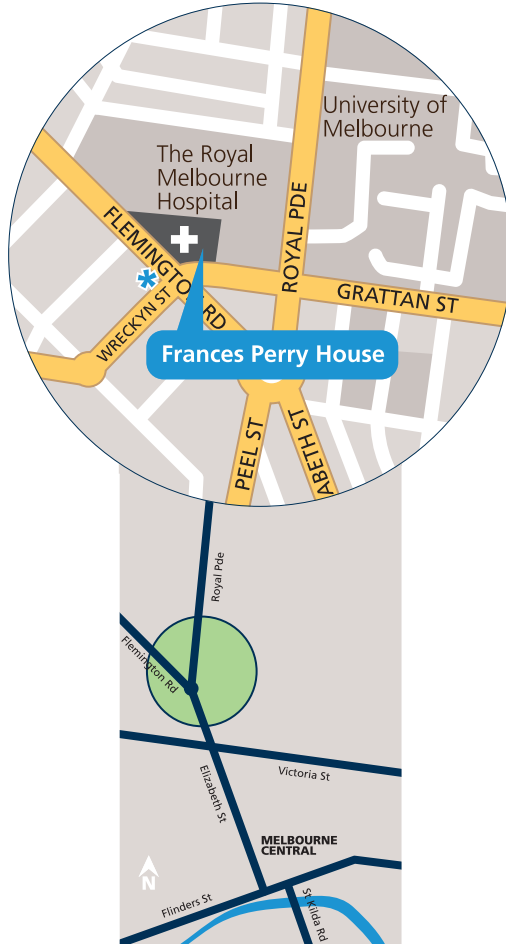 University of
Melbourne
The Royal
Melbourne
Hospital
ROYAL PDE
FLEMINGTON RD
GRATTAN ST
WRECKYN ST
*
Frances Perry House
PEEL ST
ABETH ST
Royal Pde
Flemington Rd
Victoria St
Elizabeth St
MELBOURNE
CENTRAL
N
Flinders St
St Kilda Rd